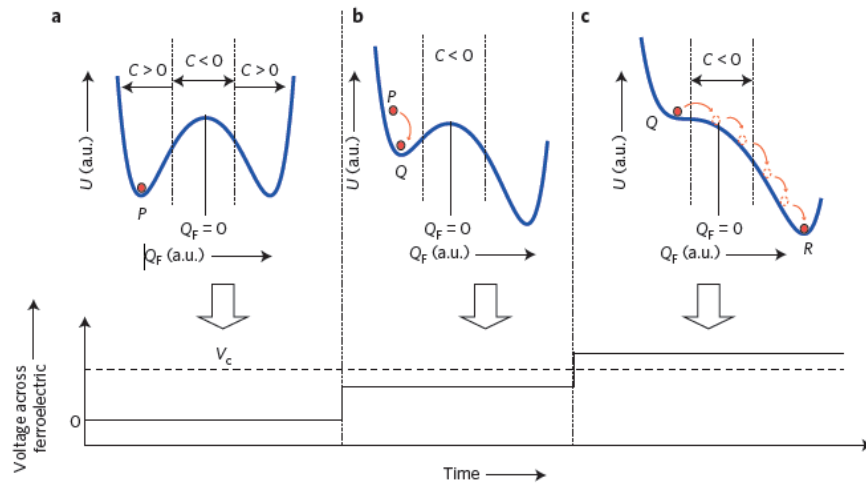 a
b
c
C > 0
C < 0
C > 0
U (a.u.)
P
Q_F = 0
Q_F (a.u.)
C < 0
U (a.u.)
P
Q
Q_F = 0
Q_F (a.u.)
C < 0
U (a.u.)
Q
Q_F = 0
Q_F (a.u.)
R
Voltage across
ferroelectric
V_c
0
Time